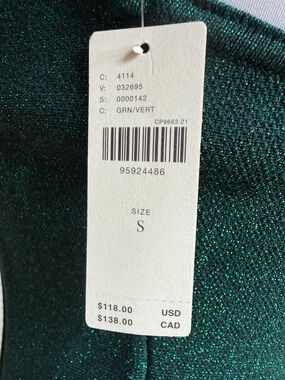 C: 4114
V: 032695
S: 0000142
C: GRN/VERT
CP9663 21
95924486
SIZE
S
$118.00 USD
$138.00 CAD